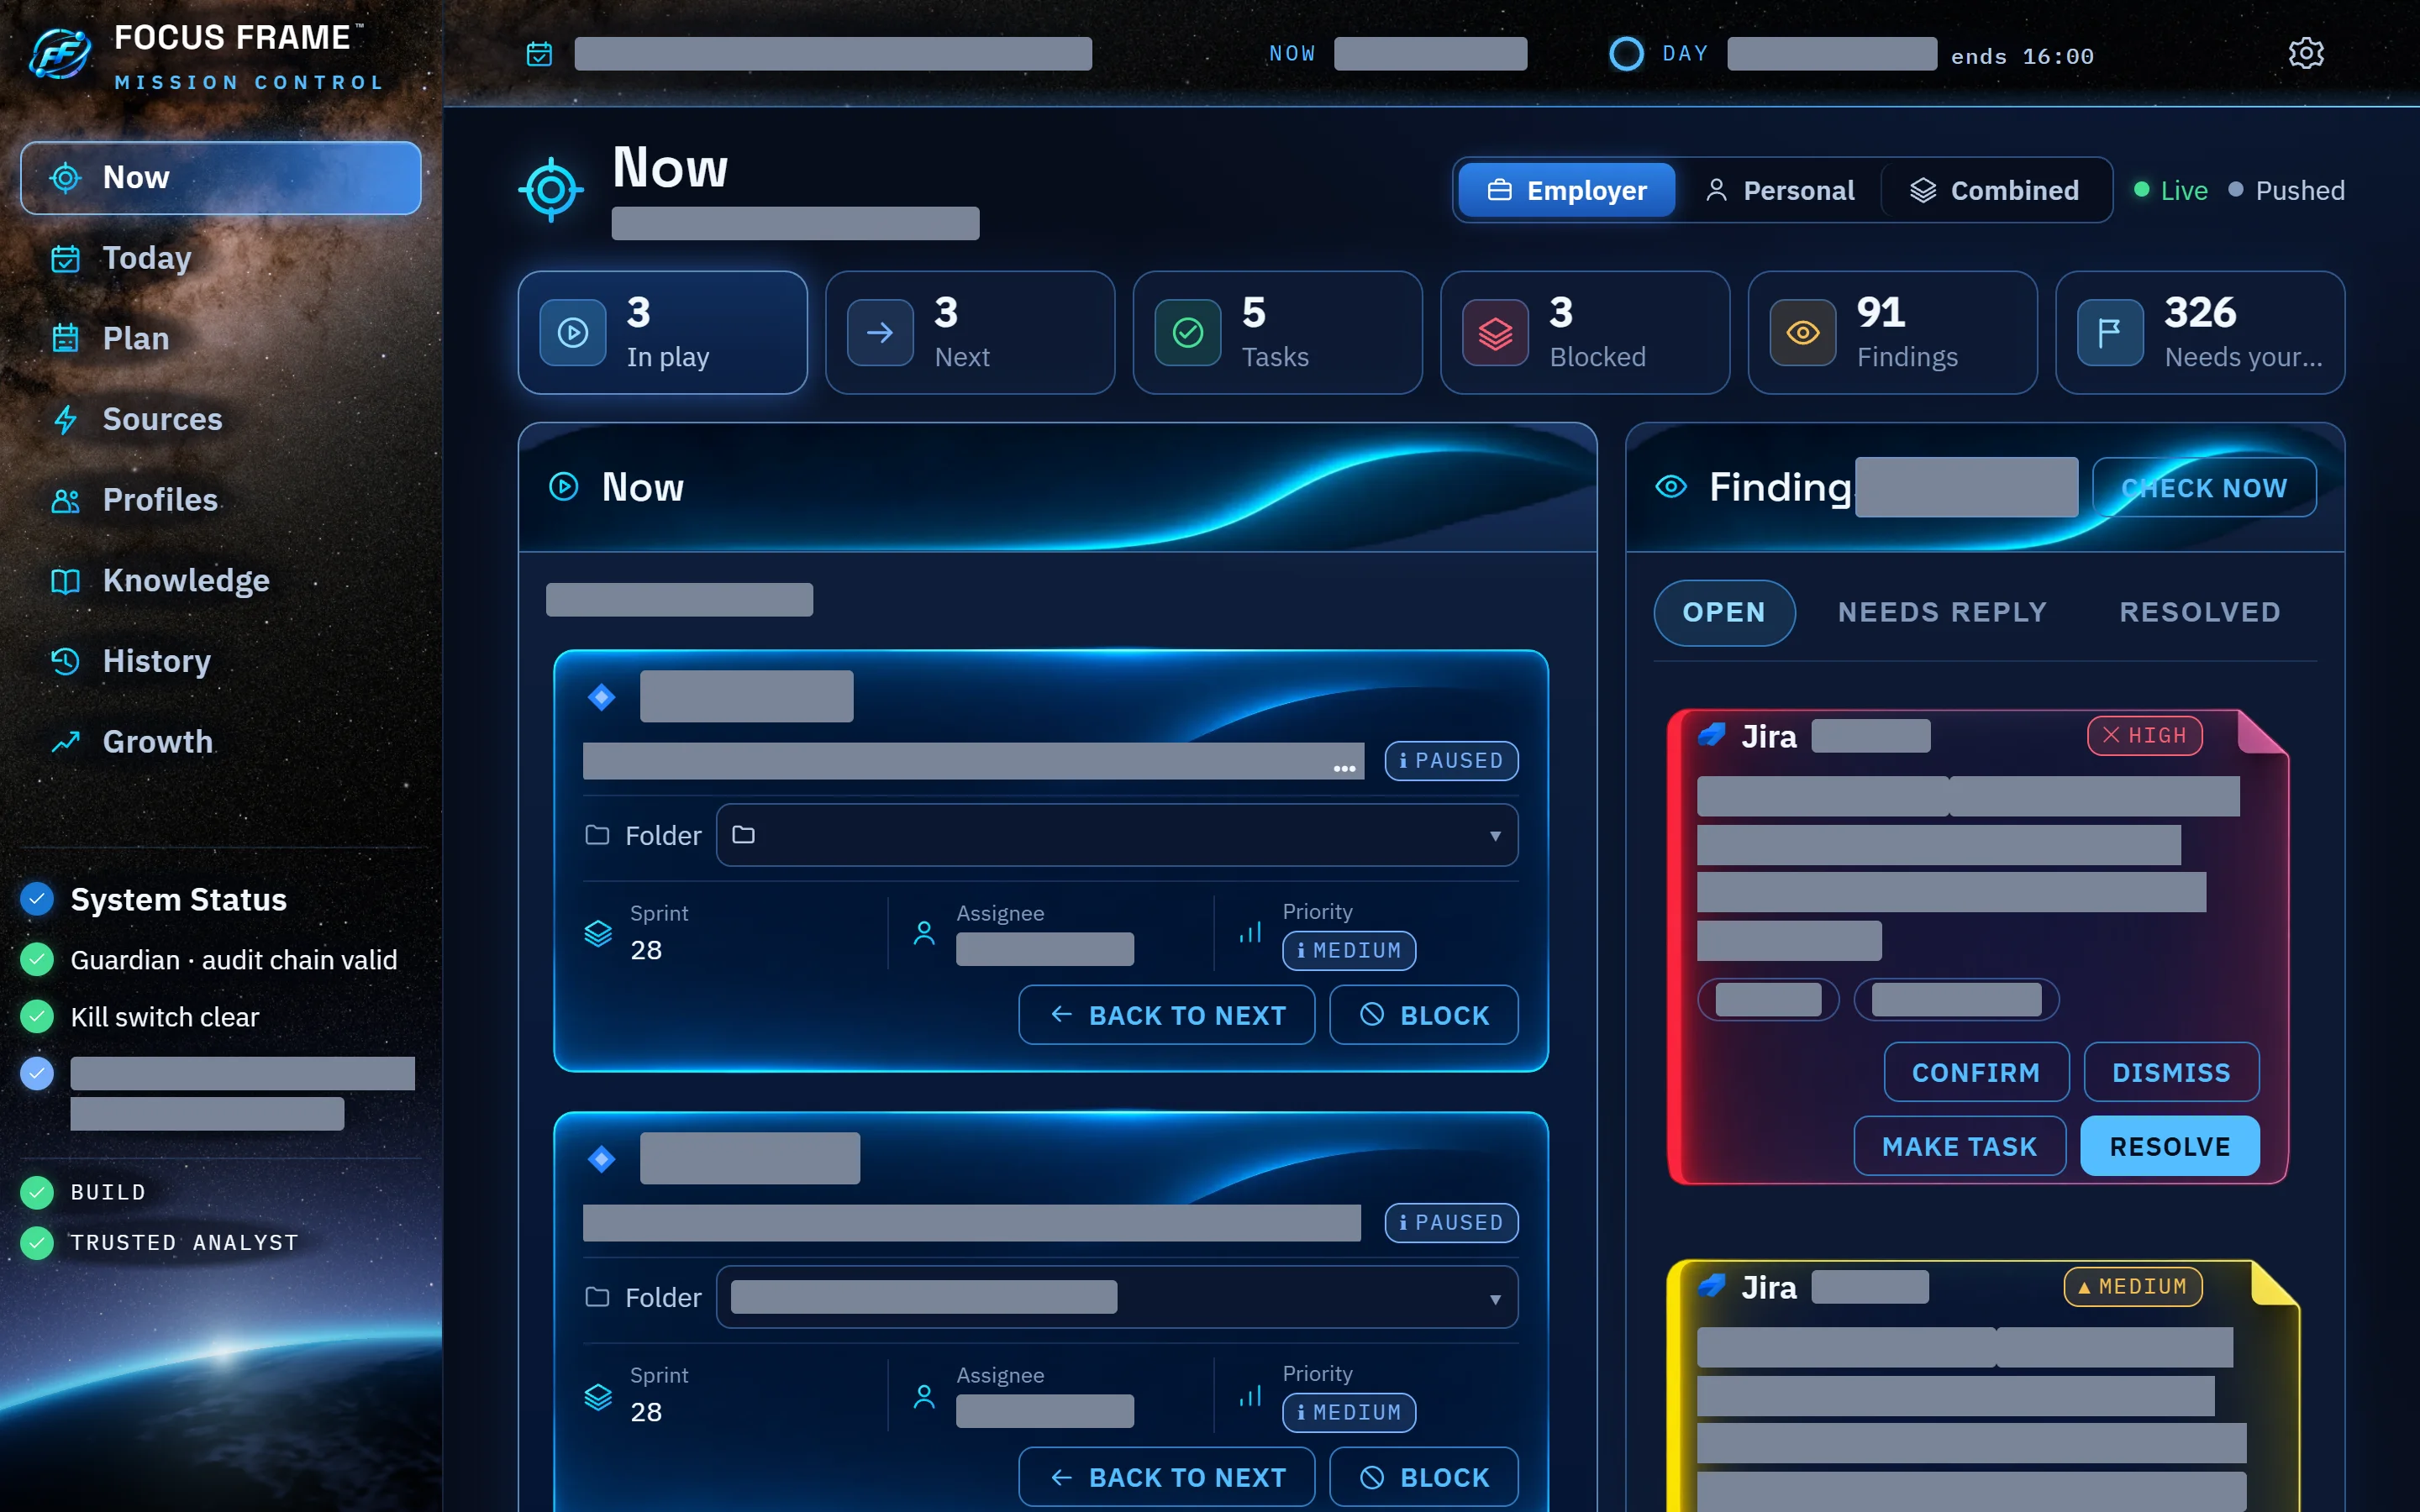 FOCUS FRAME™
MISSION CONTROL
Now
Today
Plan
Sources
Profiles
Knowledge
History
Growth
System Status
Guardian · audit chain valid
Kill switch clear
BUILD
TRUSTED ANALYST
NOW
DAY
ends 16:00
Now
Employer
Personal
Combined
Live
Pushed
3
In play
3
Next
5
Tasks
3
Blocked
91
Findings
326
Needs your...
Now
...
PAUSED
Folder
Sprint
28
Assignee
Priority
i MEDIUM
BACK TO NEXT
BLOCK
i PAUSED
Folder
Sprint
28
Assignee
Priority
i MEDIUM
BACK TO NEXT
BLOCK
Finding
CHECK NOW
OPEN
NEEDS REPLY
RESOLVED
Jira
HIGH
CONFIRM
DISMISS
MAKE TASK
RESOLVE
Jira
MEDIUM